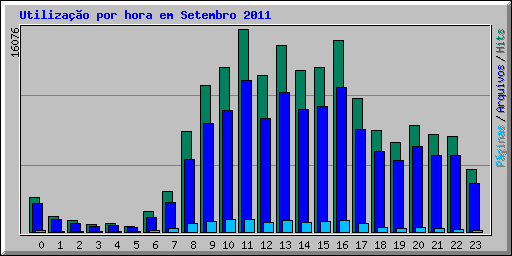 Utilização por hora em Setembro 2011
16076
Páginas / Arquivos / Hits
0 1 2 3 4 5 6 7 8 9 10 11 12 13 14 15 16 17 18 19 20 21 22 23